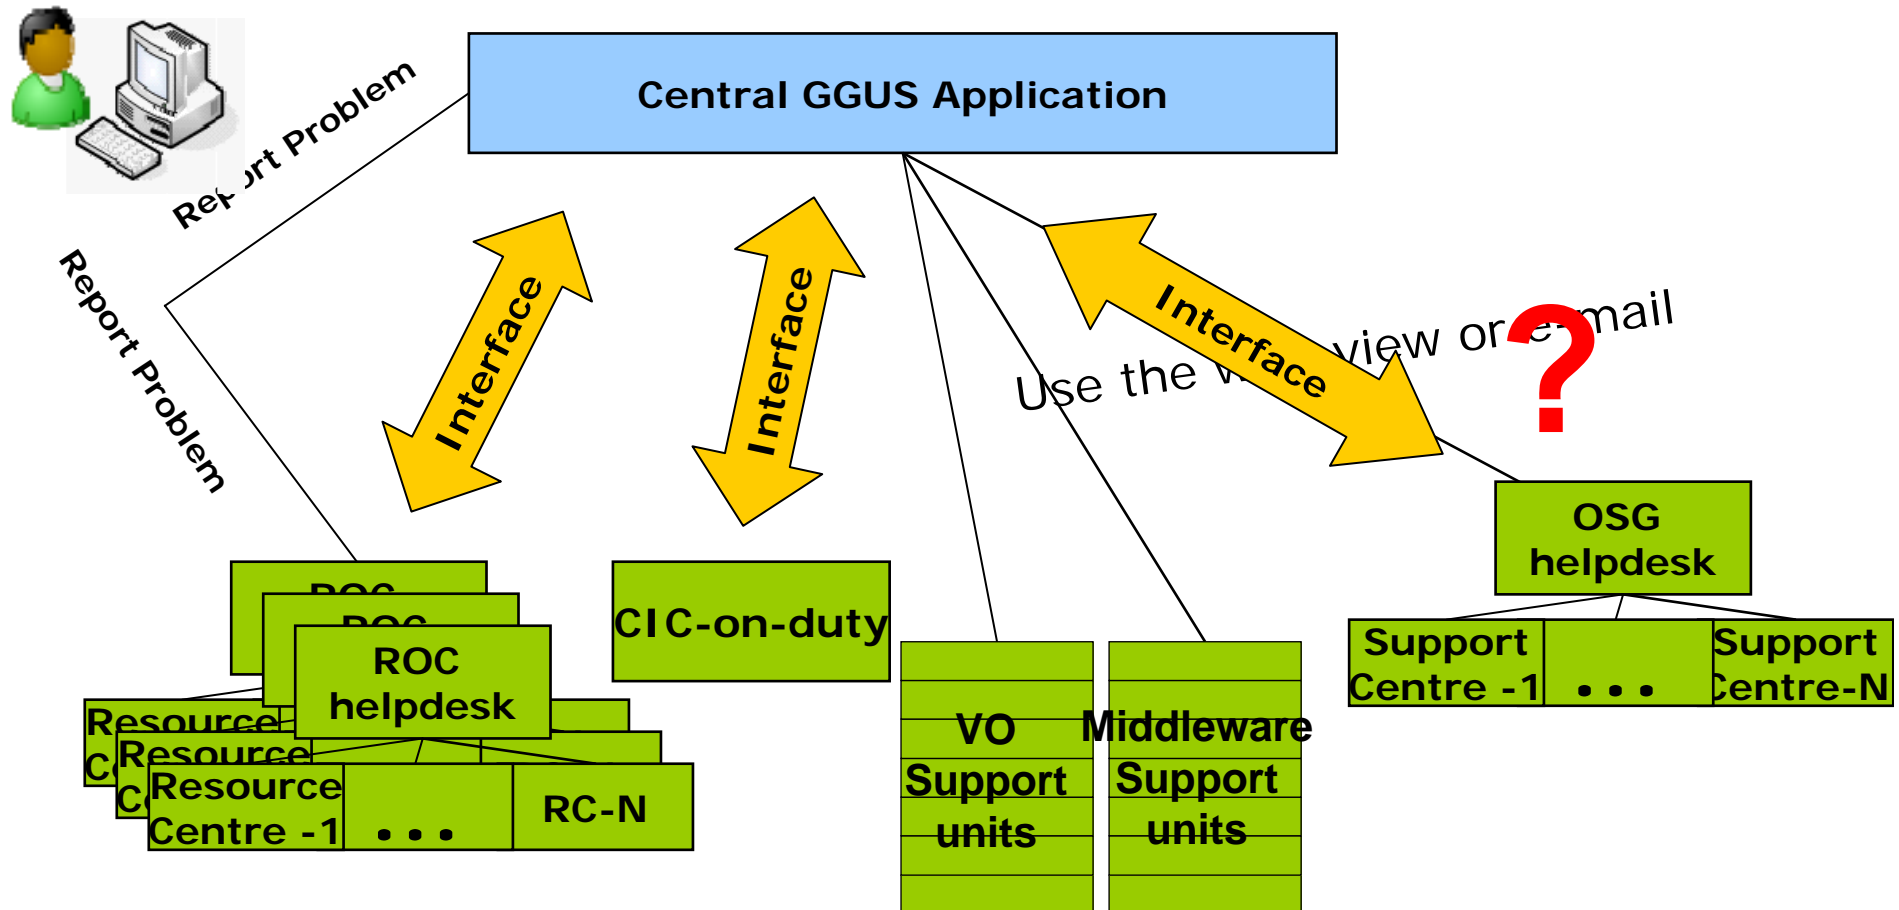 Central GGUS Application
Report Problem
Report Problem
Interface
Interface
Interface
Use the view or e-mail
?
OSG
helpdesk
Support
Centre -1
...
Support
Centre-N
ROC
ROC
ROC
helpdesk
CIC-on-duty
VO
Support
units
Middleware
Support
units
Resource
Resource
Resource
Centre -1
...
RC-N